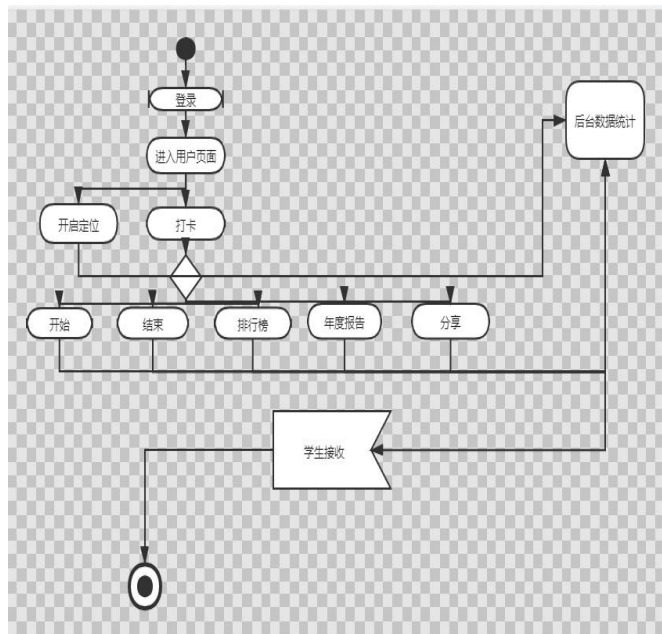 登录
后台数据统计
进入用户页面
开启定位
打卡
开始
结束
排行榜
年度报告
分享
学生接收